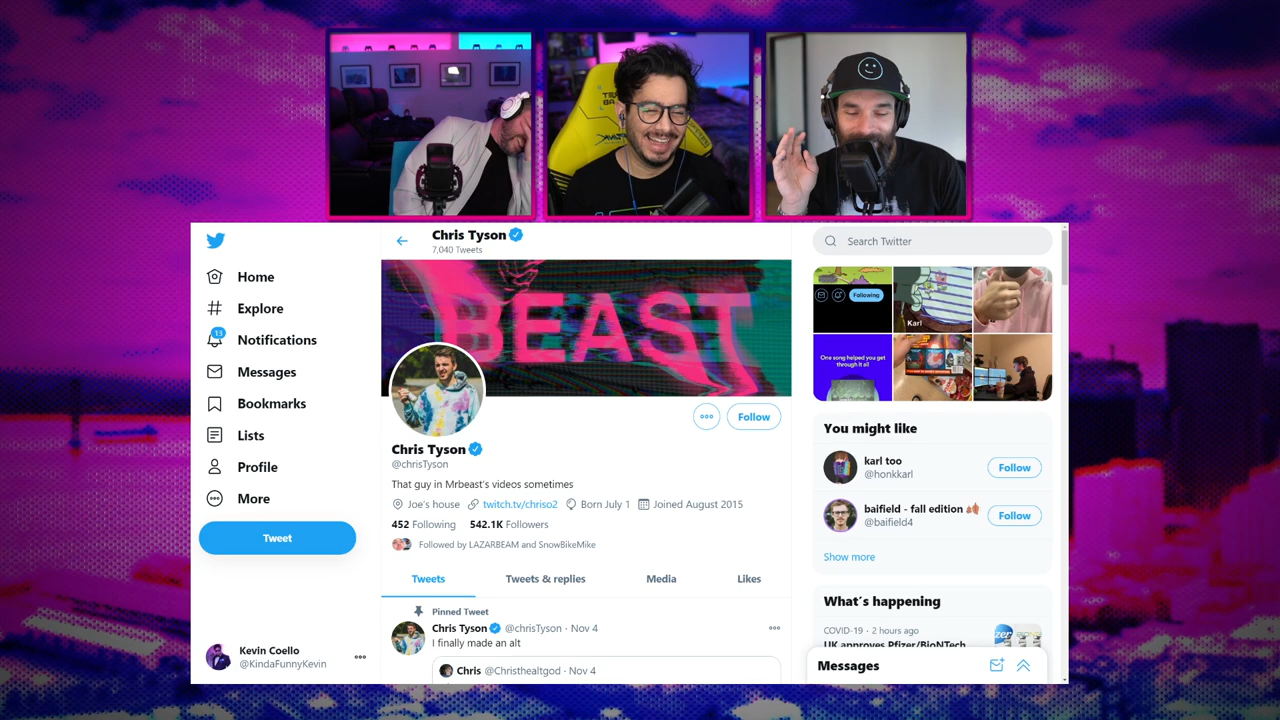 Chris Tyson
7,040 Tweets
Search Twitter
BEAST
Home
Explore
13
Notifications
Messages
Bookmarks
Lists
Profile
More
Tweet
Kevin Coello
@KindaFunnyKevin
Follow
Chris Tyson
@chrisTyson
That guy in Mrbeast's videos sometimes
Joe's house twitch.tv/chriso2 Born July 1 Joined August 2015
452 Following 542.1K Followers
Followed by LAZARBEAM and SnowBikeMike
Tweets Tweets & replies Media Likes
Pinned Tweet
Chris Tyson @chrisTyson · Nov 4
I finally made an alt
Chris @Christhealtgod · Nov 4
Following
Karl
One song helped you get
through it all
You might like
karl too
@honkkarl
Follow
baifield - fall edition
@baifield4
Follow
Show more
What's happening
COVID-19 · 2 hours ago
UK approves Pfizer/BioNTech
Messages